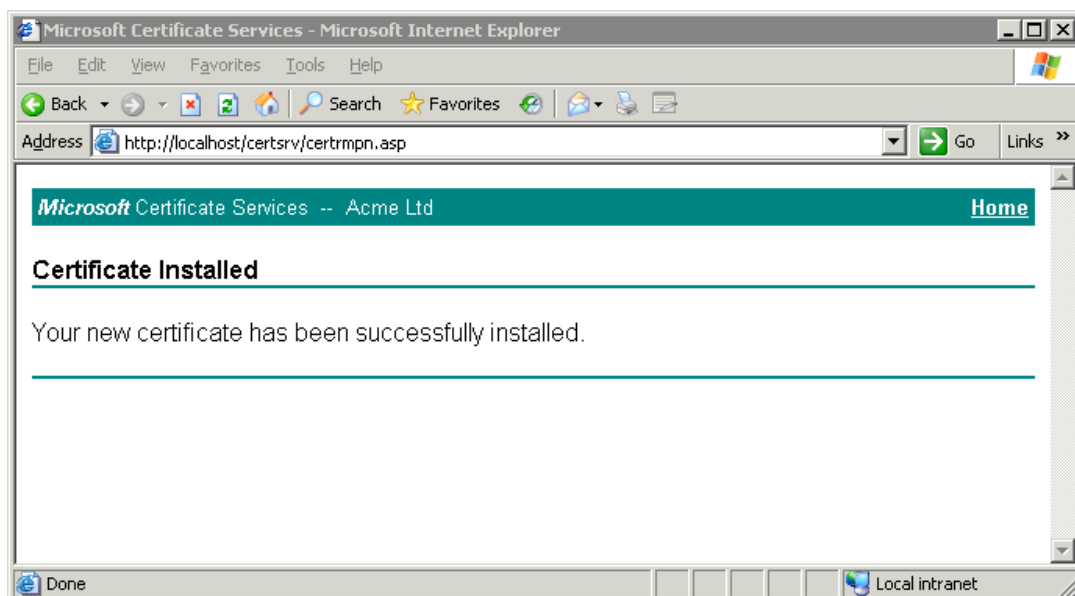 Microsoft Certificate Services - Microsoft Internet Explorer
File Edit View Favorites Tools Help
Back Search Favorites
Address http://localhost/certsrv/certrmpn.asp Go Links »
Microsoft Certificate Services -- Acme Ltd Home
Certificate Installed
Your new certificate has been successfully installed.
Done Local intranet